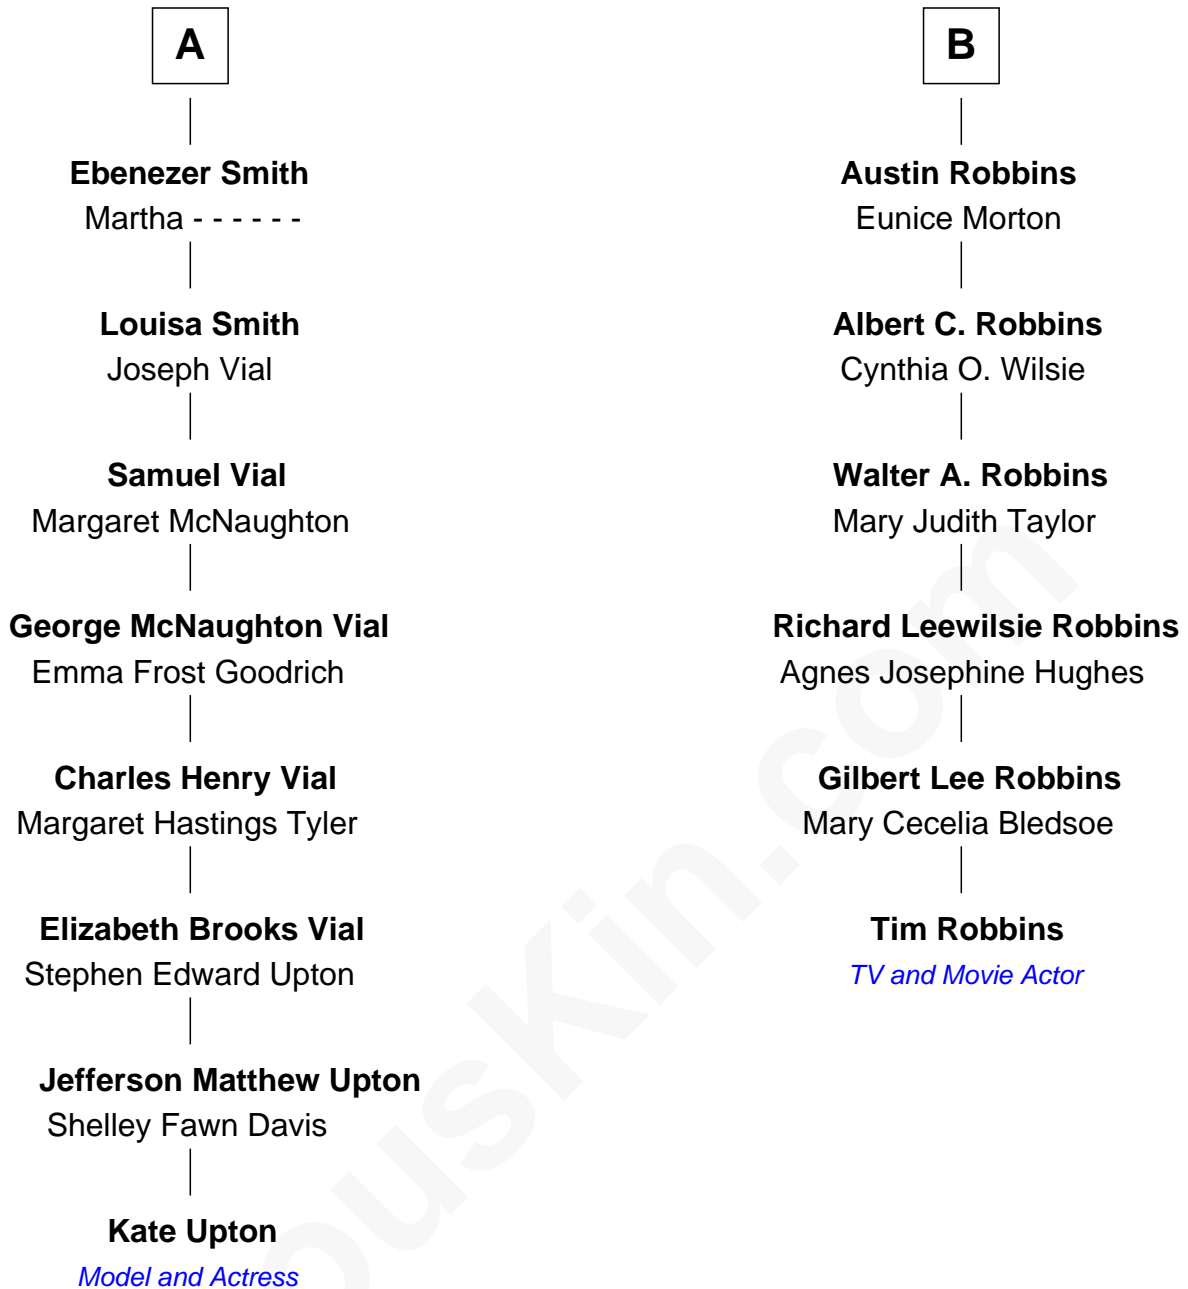 A
Ebenezer Smith
Martha - - - - - -
Louisa Smith
Joseph Vial
Samuel Vial
Margaret McNaughton
George McNaughton Vial
Emma Frost Goodrich
Charles Henry Vial
Margaret Hastings Tyler
Elizabeth Brooks Vial
Stephen Edward Upton
Jefferson Matthew Upton
Shelley Fawn Davis
Kate Upton
Model and Actress
B
Austin Robbins
Eunice Morton
Albert C. Robbins
Cynthia O. Wilsie
Walter A. Robbins
Mary Judith Taylor
Richard Leewilsie Robbins
Agnes Josephine Hughes
Gilbert Lee Robbins
Mary Cecelia Bledsoe
Tim Robbins
TV and Movie Actor
ousKin.com